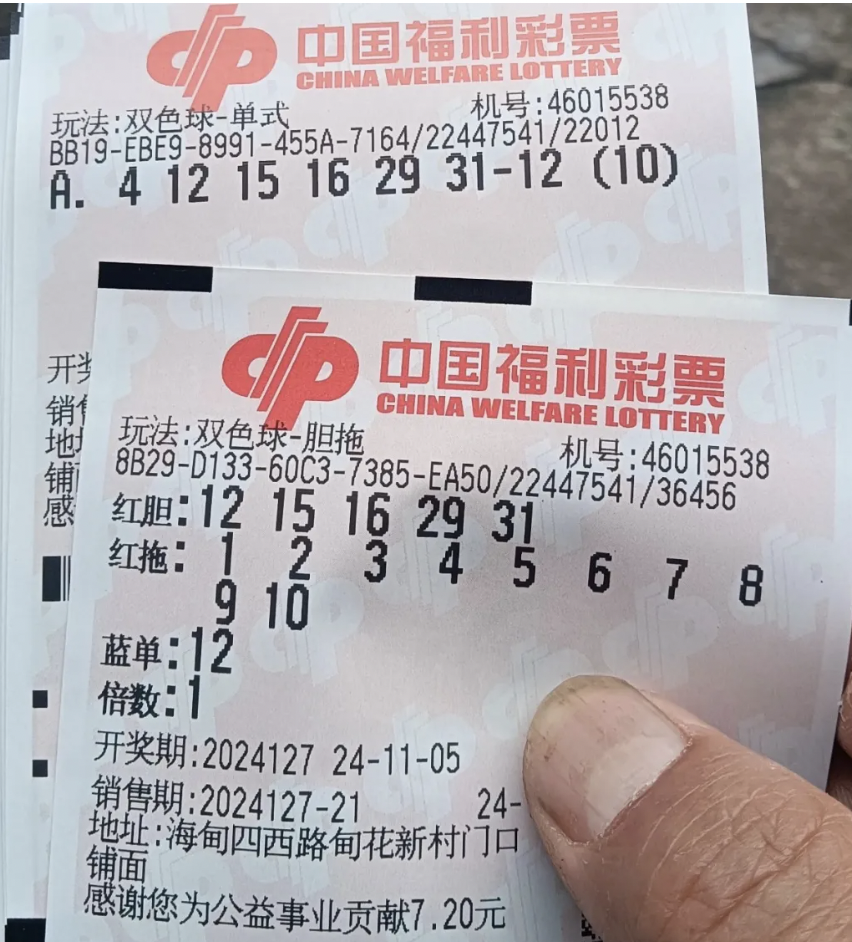 中国福利彩票
CHINA WELFARE LOTTERY
玩法:双色球-单式 机号:46015538
BB19-EBE9-8991-455A-7164/22447541/22012
A. 4 12 15 16 29 31-12 (10)
开
销
地
铺
感
中国福利彩票
CHINA WELFARE LOTTERY
玩法:双色球-胆拖 机号:46015538
8B29-D133-60C3-7385-EA50/22447541/36456
红胆:12 15 16 29 31
红拖:1 2 3 4 5 6 7 8
9 10
蓝单:12
倍数:1
开奖期:2024127 24-11-05
销售期:2024127-21 24-
地址:海甸四西路甸花新村门口
铺面
感谢您为公益事业贡献7.20元